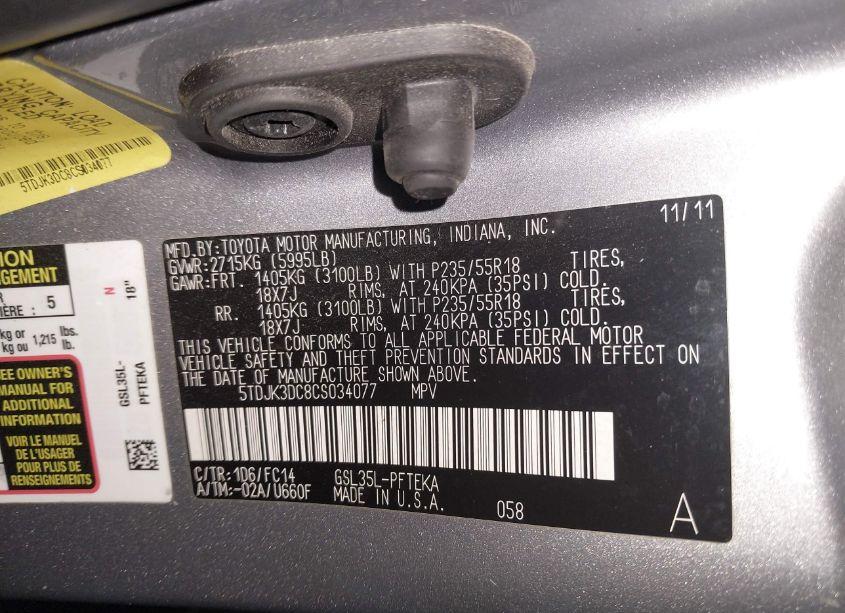 CAUTION: LOAD
CARRYING CAPACITY
5TDJK3DC8CS034077
5
1,215 lbs.
kg or
kg ou
lb.
OWNER'S
MANUAL FOR
ADDITIONAL
INFORMATION
VOIR LE MANUEL
DE L'USAGER
POUR PLUS DE
RENSEIGNEMENTS
N
18"
GSL35L-
PFTEKA
11/11
MFD.BY:TOYOTA MOTOR MANUFACTURING, INDIANA, INC.
GVWR:2715KG (5995LB)
GAWR:FRT. 1405KG (3100LB) WITH P235/55R18 TIRES,
18X7J RIMS, AT 240KPA (35PSI) COLD.
RR. 1405KG (3100LB) WITH P235/55R18 TIRES,
18X7J RIMS, AT 240KPA (35PSI) COLD.
THIS VEHICLE CONFORMS TO ALL APPLICABLE FEDERAL MOTOR
VEHICLE SAFETY AND THEFT PREVENTION STANDARDS IN EFFECT ON
THE DATE OF MANUFACTURE SHOWN ABOVE.
5TDJK3DC8CS034077 MPV
C/TR:1D6/FC14 GSL35L-PFTEKA
A/TM:-02A/U660F MADE IN U.S.A.
058
A